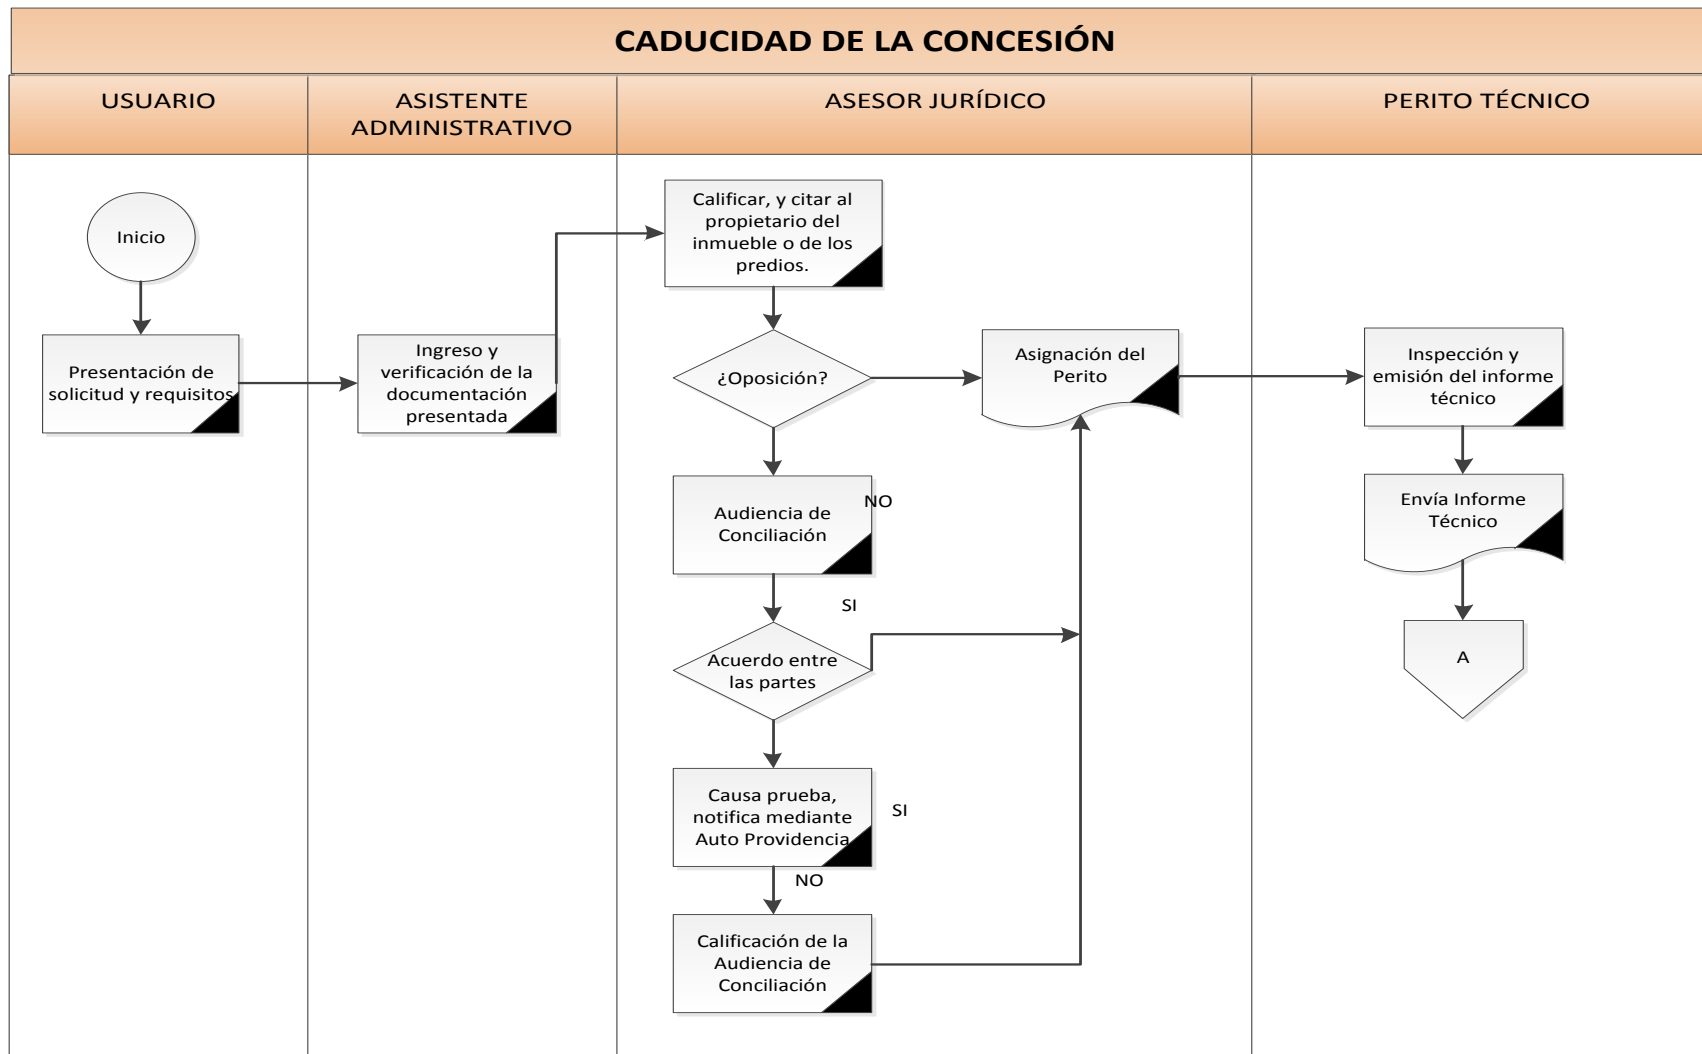 CADUCIDAD DE LA CONCESIÓN
USUARIO
ASISTENTE
ADMINISTRATIVO
ASESOR JURÍDICO
PERITO TÉCNICO
Inicio
Presentación de
solicitud y requisitos
Ingreso y
verificación de la
documentación
presentada
Calificar, y citar al
propietario del
inmueble o de los
predios.
¿Oposición?
Asignación del
Perito
Inspección y
emisión del informe
técnico
Audiencia de
Conciliación
NO
Envía Informe
Técnico
SI
Acuerdo entre
las partes
A
Causa prueba,
notifica mediante
Auto Providencia
SI
NO
Calificación de la
Audiencia de
Conciliación